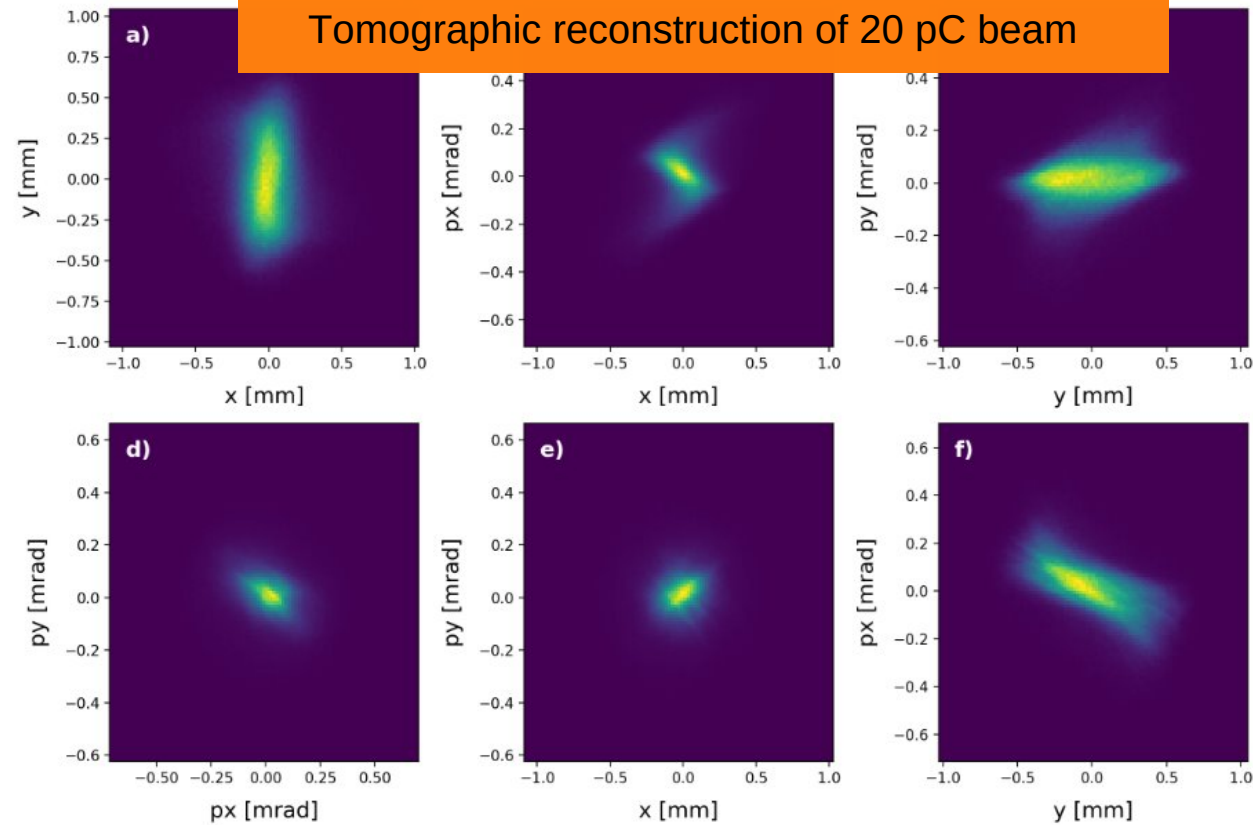 Tomographic reconstruction of 20 pC beam
a)
1.00
0.75
0.50
0.25
0.00
−0.25
−0.50
−0.75
−1.00
y [mm]
−1.0 −0.5 0.0 0.5 1.0
x [mm]
0.4
0.2
0.0
−0.2
−0.4
−0.6
px [mrad]
−1.0 −0.5 0.0 0.5 1.0
x [mm]
0.4
0.2
0.0
−0.2
−0.4
−0.6
py [mrad]
−1.0 −0.5 0.0 0.5 1.0
y [mm]
d)
0.6
0.4
0.2
0.0
−0.2
−0.4
−0.6
py [mrad]
−0.50 −0.25 0.00 0.25 0.50
px [mrad]
e)
0.6
0.4
0.2
0.0
−0.2
−0.4
−0.6
py [mrad]
−1.0 −0.5 0.0 0.5 1.0
x [mm]
f)
0.6
0.4
0.2
0.0
−0.2
−0.4
−0.6
px [mrad]
−1.0 −0.5 0.0 0.5 1.0
y [mm]